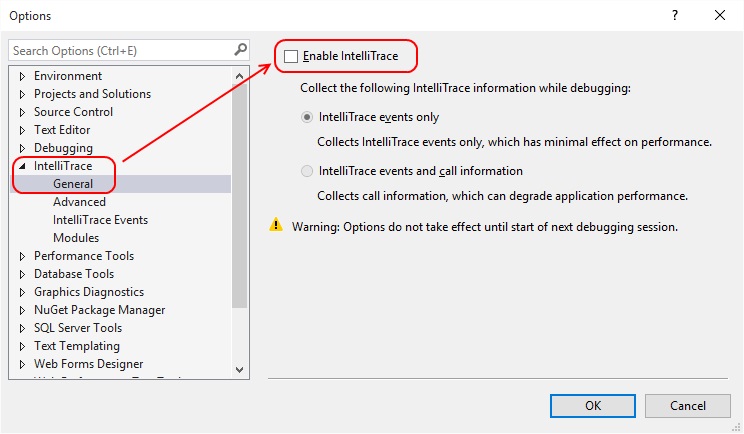 Options
Search Options (Ctrl+E)
Environment
Projects and Solutions
Source Control
Text Editor
Debugging
IntelliTrace
General
Advanced
IntelliTrace Events
Modules
Performance Tools
Database Tools
Graphics Diagnostics
NuGet Package Manager
SQL Server Tools
Text Templating
Web Forms Designer
Enable IntelliTrace
Collect the following IntelliTrace information while debugging:
IntelliTrace events only
Collects IntelliTrace events only, which has minimal effect on performance.
IntelliTrace events and call information
Collects call information, which can degrade application performance.
Warning: Options do not take effect until start of next debugging session.
OK
Cancel